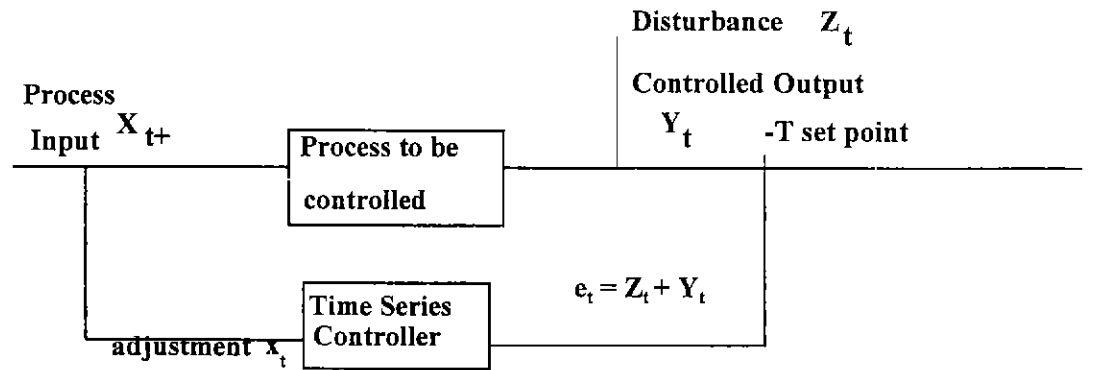 Disturbance Z_t
Controlled Output
Y_t
-T set point
Process
Input X_{t+}
Process to be
controlled
e_t = Z_t + Y_t
Time Series
Controller
adjustment x_t